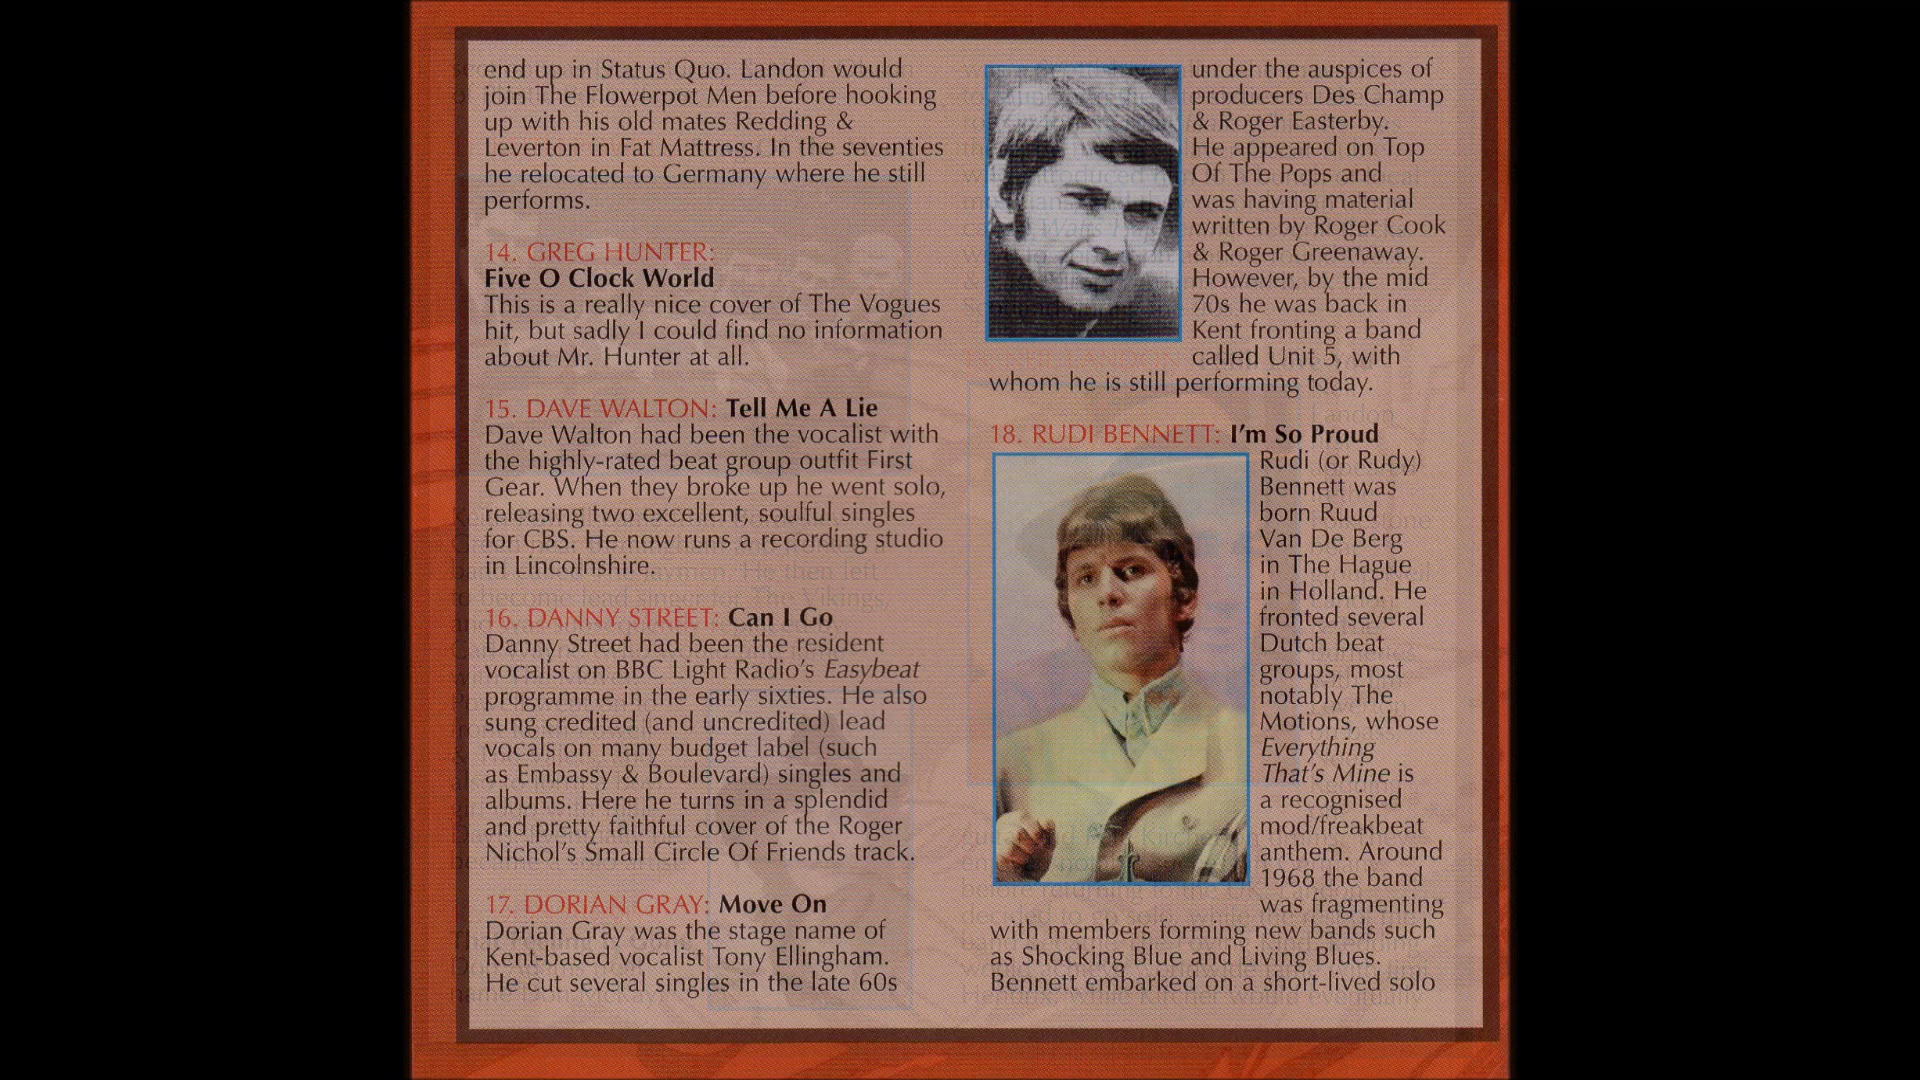 end up in Status Quo. Landon would
join The Flowerpot Men before hooking
up with his old mates Redding &
Leverton in Fat Mattress. In the seventies
he relocated to Germany where he still
performs.
14. GREG HUNTER:
Five O Clock World
This is a really nice cover of The Vogues
hit, but sadly I could find no information
about Mr. Hunter at all.
15. DAVE WALTON: Tell Me A Lie
Dave Walton had been the vocalist with
the highly-rated beat group outfit First
Gear. When they broke up he went solo,
releasing two excellent, soulful singles
for CBS. He now runs a recording studio
in Lincolnshire.
16. DANNY STREET: Can I Go
Danny Street had been the resident
vocalist on BBC Light Radio's Easybeat
programme in the early sixties. He also
sung credited (and uncredited) lead
vocals on many budget label (such
as Embassy & Boulevard) singles and
albums. Here he turns in a splendid
and pretty faithful cover of the Roger
Nichol's Small Circle Of Friends track.
17. DORIAN GRAY: Move On
Dorian Gray was the stage name of
Kent-based vocalist Tony Ellingham.
He cut several singles in the late 60s
under the auspices of
producers Des Champ
& Roger Easterby.
He appeared on Top
Of The Pops and
was having material
written by Roger Cook
& Roger Greenaway.
However, by the mid
70s he was back in
Kent fronting a band
called Unit 5, with
whom he is still performing today.
18. RUDI BENNETT: I'm So Proud
Rudi (or Rudy)
Bennett was
born Ruud
Van De Berg
in The Hague
in Holland. He
fronted several
Dutch beat
groups, most
notably The
Motions, whose
Everything
That's Mine is
a recognised
mod/freakbeat
anthem. Around
1968 the band
was fragmenting
with members forming new bands such
as Shocking Blue and Living Blues.
Bennett embarked on a short-lived solo